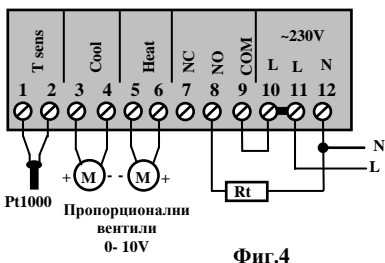 T sens Cool Heat NC NO COM ~230V
L L N
1 2 3 4 5 6 7 8 9 10 11 12
N
L
+ M - - M +
Rt
Pt1000
Пропорционални
вентили
0- 10V
Фиг.4